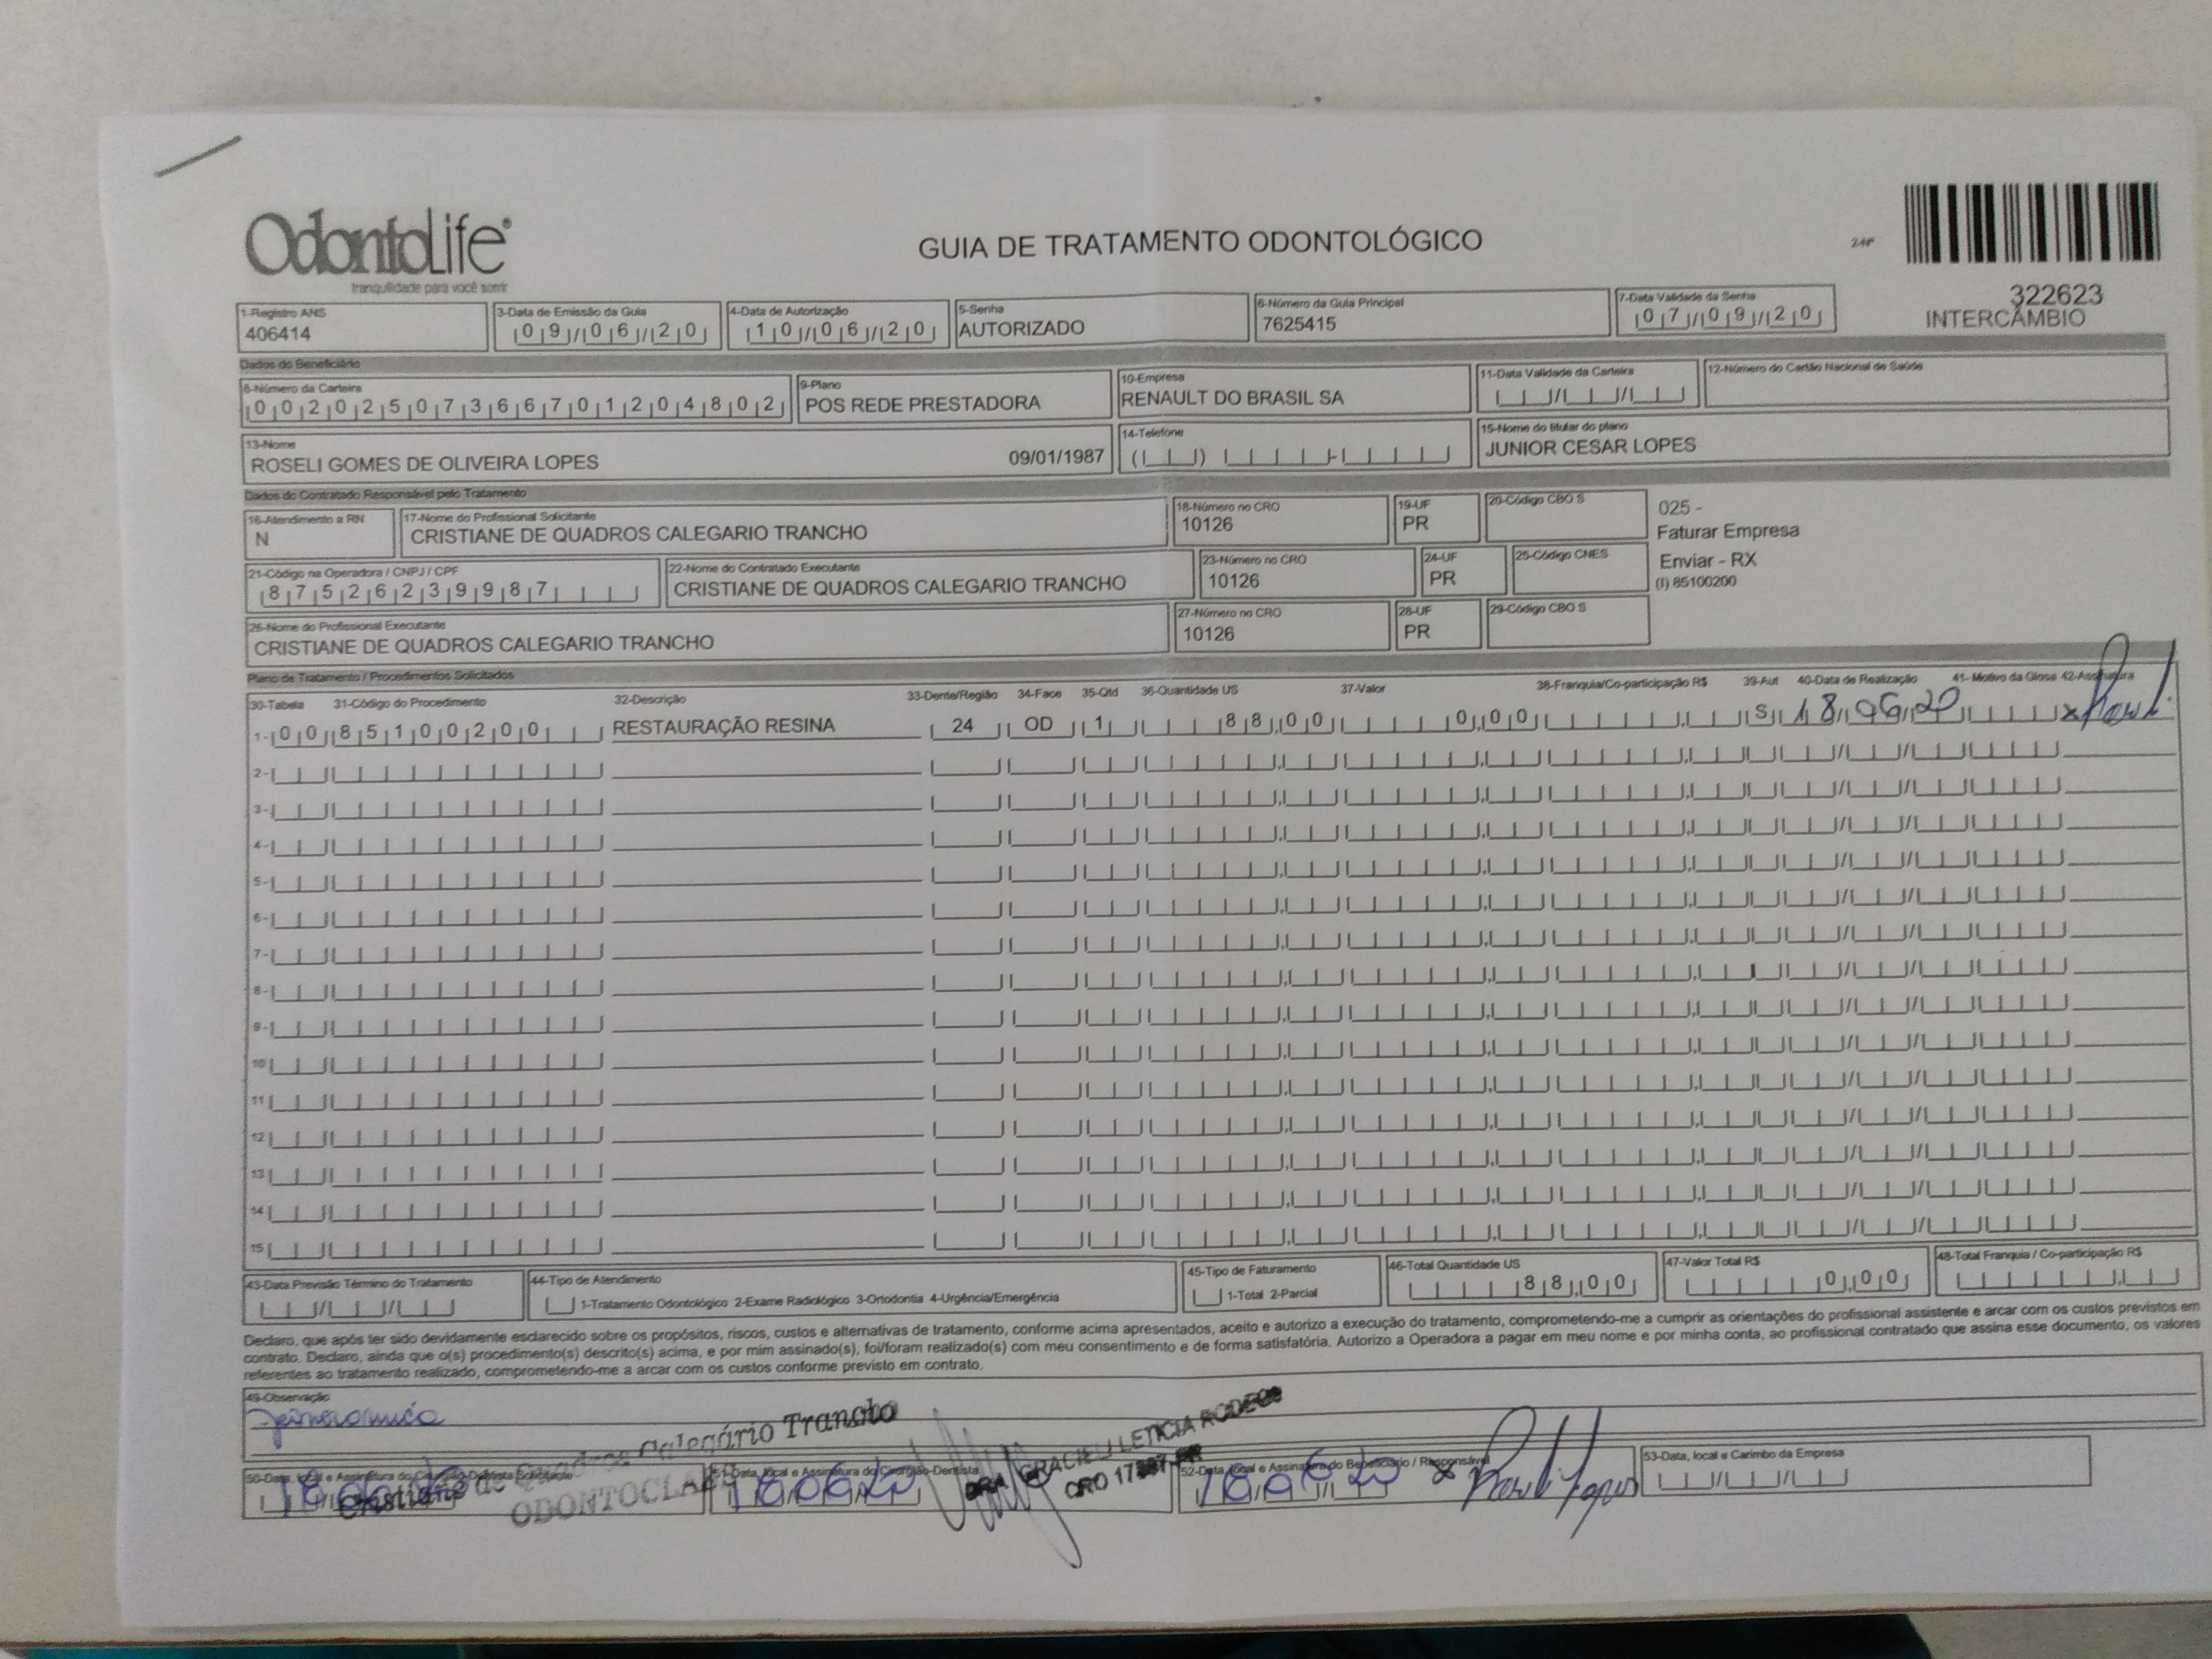 OdontoLife®
tranquilidade para você sorrir
GUIA DE TRATAMENTO ODONTOLÓGICO
322623
INTERCÂMBIO
1-Registro ANS
406414
3-Data de Emissão da Guia
09/06/20
4-Data de Autorização
10/06/20
5-Senha
AUTORIZADO
6-Número da Guia Principal
7625415
7-Data Validade da Senha
07/09/20
Dados do Beneficiário
8-Número da Carteira
00202507366701204802
9-Plano
POS REDE PRESTADORA
10-Empresa
RENAULT DO BRASIL SA
11-Data Validade da Carteira
12-Número do Cartão Nacional de Saúde
13-Nome
ROSELI GOMES DE OLIVEIRA LOPES 09/01/1987
14-Telefone
15-Nome do titular do plano
JUNIOR CESAR LOPES
Dados do Contratado Responsável pelo Tratamento
16-Atendimento a RN
N
17-Nome do Profissional Solicitante
CRISTIANE DE QUADROS CALEGARIO TRANCHO
18-Número no CRO
10126
19-UF
PR
20-Código CBO S
025 -
Faturar Empresa
Enviar - RX
(I) 85100200
21-Código na Operadora / CNPJ / CPF
87526239987
22-Nome do Contratado Executante
CRISTIANE DE QUADROS CALEGARIO TRANCHO
23-Número no CRO
10126
24-UF
PR
25-Código CNES
26-Nome do Profissional Executante
CRISTIANE DE QUADROS CALEGARIO TRANCHO
27-Número no CRO
10126
28-UF
PR
29-Código CBO S
Plano de Tratamento / Procedimentos Solicitados
30-Tabela 31-Código do Procedimento 32-Descrição 33-Dente/Região 34-Face 35-Qtd 36-Quantidade US 37-Valor 38-Franquia/Co-participação R$ 39-Aut 40-Data de Realização 41- Motivo da Glosa 42-Assinatura
1- 00 85100200 RESTAURAÇÃO RESINA 24 OD 1 88,00 0,00 S 18/06/20
2-
3-
4-
5-
6-
7-
8-
9-
10
11
12
13
14
15
43-Data Previsão Término do Tratamento
44-Tipo de Atendimento
1-Tratamento Odontológico 2-Exame Radiológico 3-Ortodontia 4-Urgência/Emergência
45-Tipo de Faturamento
1-Total 2-Parcial
46-Total Quantidade US
88,00
47-Valor Total R$
0,00
48-Total Franquia / Co-participação R$
Declaro, que após ter sido devidamente esclarecido sobre os propósitos, riscos, custos e alternativas de tratamento, conforme acima apresentados, aceito e autorizo a execução do tratamento, comprometendo-me a cumprir as orientações do profissional assistente e arcar com os custos previstos em
contrato. Declaro, ainda que o(s) procedimento(s) descrito(s) acima, e por mim assinado(s), foi/foram realizado(s) com meu consentimento e de forma satisfatória. Autorizo a Operadora a pagar em meu nome e por minha conta, ao profissional contratado que assina esse documento, os valores
referentes ao tratamento realizado, comprometendo-me a arcar com os custos conforme previsto em contrato.
49-Observação
Cristiane de Quadros Calegário Trancho
50-Data, local e Assinatura do Cirurgião-Dentista Solicitante
51-Data, local e Assinatura do Cirurgião-Dentista
DRA GRACIELI LETICIA
52-Data, local e Assinatura do Beneficiário / Responsável
53-Data, local e Carimbo da Empresa